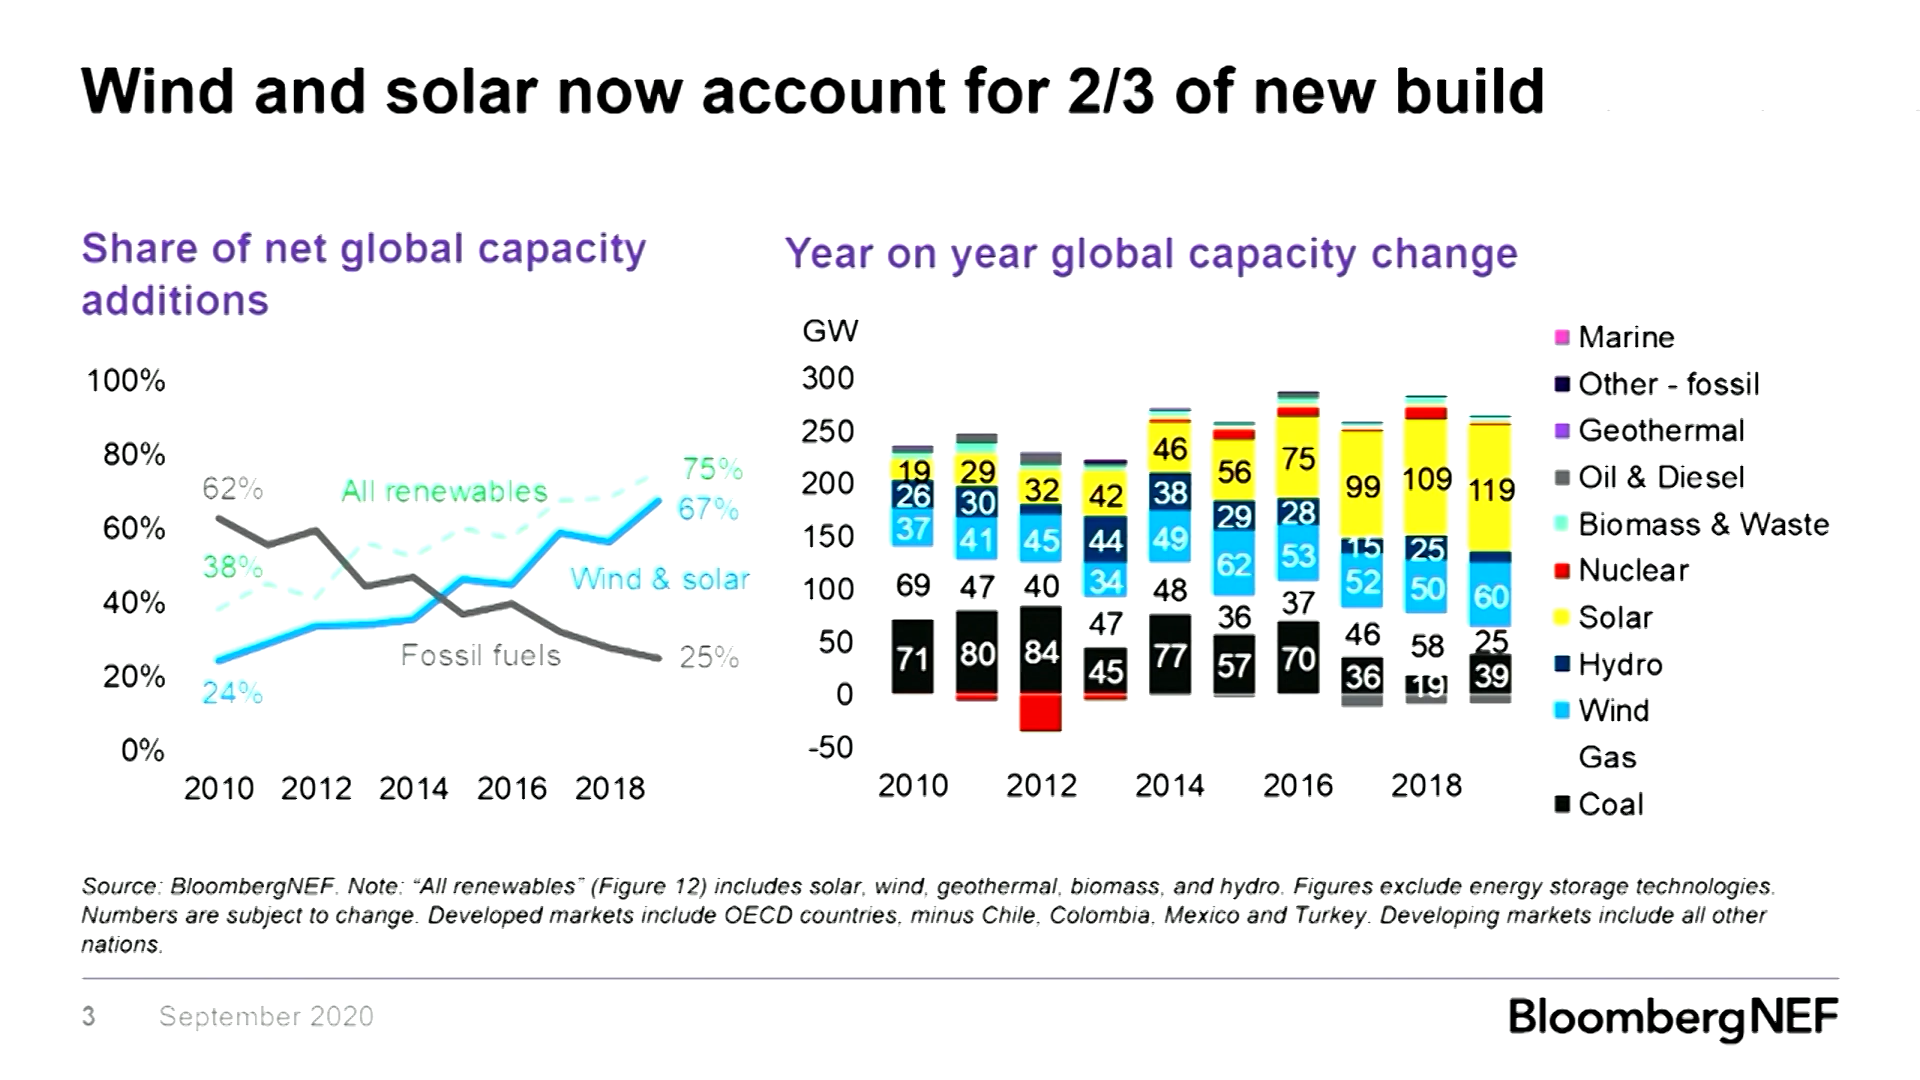 Wind and solar now account for 2/3 of new build
Share of net global capacity
additions
100%
80%
60%
40%
20%
0%
62%
38%
24%
All renewables
Wind & solar
Fossil fuels
75%
67%
25%
2010 2012 2014 2016 2018
Year on year global capacity change
GW
300
250
200
150
100
50
0
-50
19 29 32 42 46 56 75 99 109 119
26 30 44 38 29 28 15 25
37 41 45 34 49 62 53 52 50 60
69 47 40 47 48 36 37 46 58 25
71 80 84 45 77 57 70 36 19 39
2010 2012 2014 2016 2018
Marine
Other - fossil
Geothermal
Oil & Diesel
Biomass & Waste
Nuclear
Solar
Hydro
Wind
Gas
Coal
Source: BloombergNEF. Note: “All renewables” (Figure 12) includes solar, wind, geothermal, biomass, and hydro. Figures exclude energy storage technologies.
Numbers are subject to change. Developed markets include OECD countries, minus Chile, Colombia, Mexico and Turkey. Developing markets include all other
nations.
3 September 2020
BloombergNEF